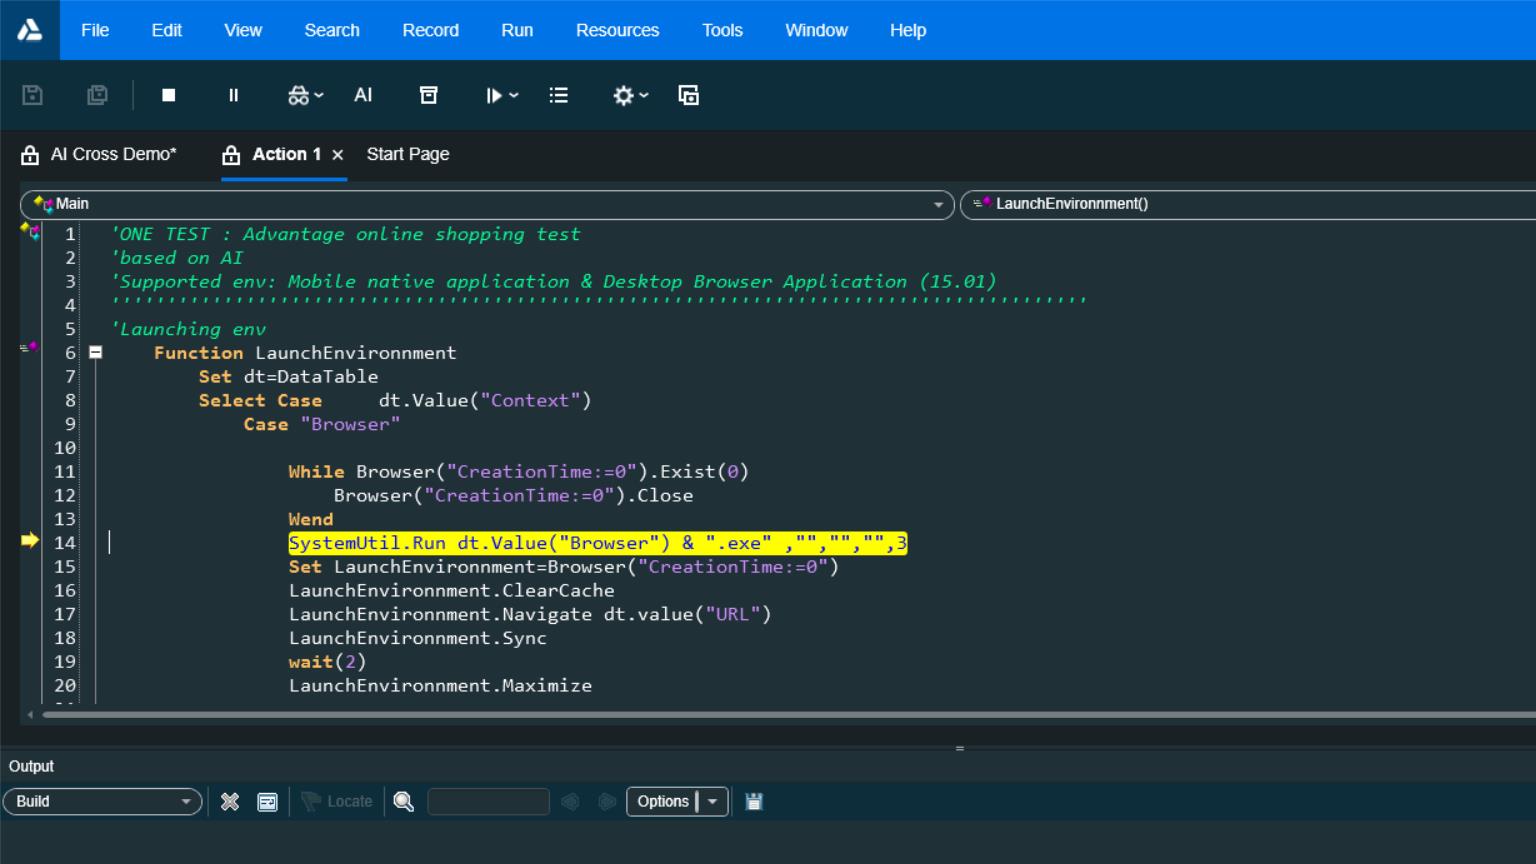 File Edit View Search Record Run Resources Tools Window Help
AI
AI Cross Demo* Action 1 × Start Page
Main LaunchEnvironnment()
1 'ONE TEST : Advantage online shopping test
2 'based on AI
3 'Supported env: Mobile native application & Desktop Browser Application (15.01)
4 '''''''''''''''''''''''''''''''''''''''''''''''''''''''''''''''''''''''''''''''''''''''
5 'Launching env
6 Function LaunchEnvironnment
7 Set dt=DataTable
8 Select Case dt.Value("Context")
9 Case "Browser"
10
11 While Browser("CreationTime:=0").Exist(0)
12 Browser("CreationTime:=0").Close
13 Wend
14 SystemUtil.Run dt.Value("Browser") & ".exe" ,"","","",3
15 Set LaunchEnvironnment=Browser("CreationTime:=0")
16 LaunchEnvironnment.ClearCache
17 LaunchEnvironnment.Navigate dt.value("URL")
18 LaunchEnvironnment.Sync
19 wait(2)
20 LaunchEnvironnment.Maximize
Output
Build Locate Options